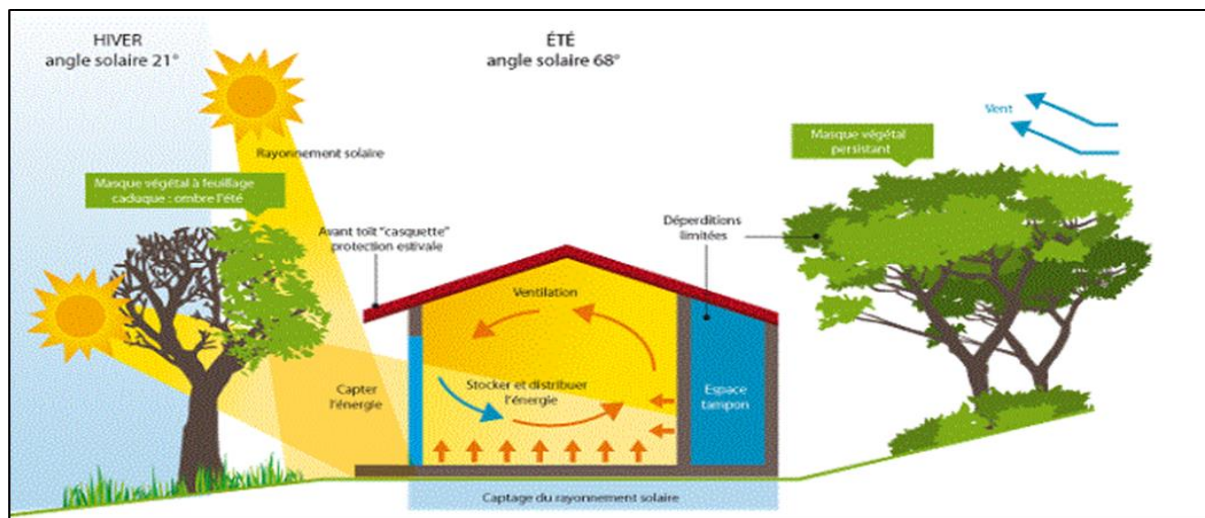 HIVER
angle solaire 21°
ÉTÉ
angle solaire 68°
Rayonnement solaire
Masque végétal à feuillage
caduque : ombre l'été
Avant toît "casquette"
protection estivale
Vent
Masque végétal
persistant
Déperditions
limitées
Ventilation
Capter
l'énergie
Stocker et distribuer
l'énergie
Espace
tampon
Captage du rayonnement solaire